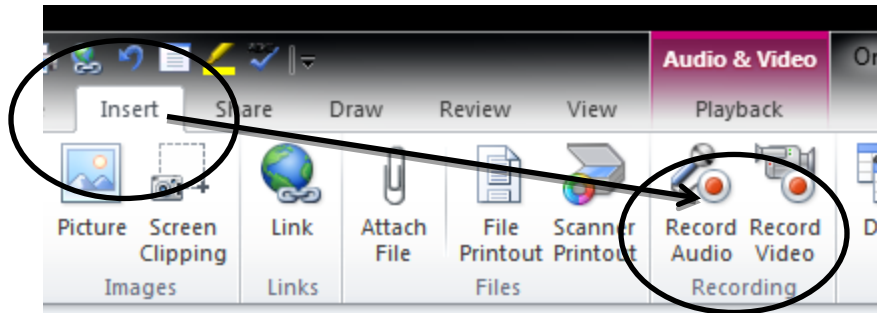 Audio & Video
Insert Share Draw Review View Playback
Picture Screen Clipping Link Attach File File Printout Scanner Printout Record Audio Record Video
Images Links Files Recording